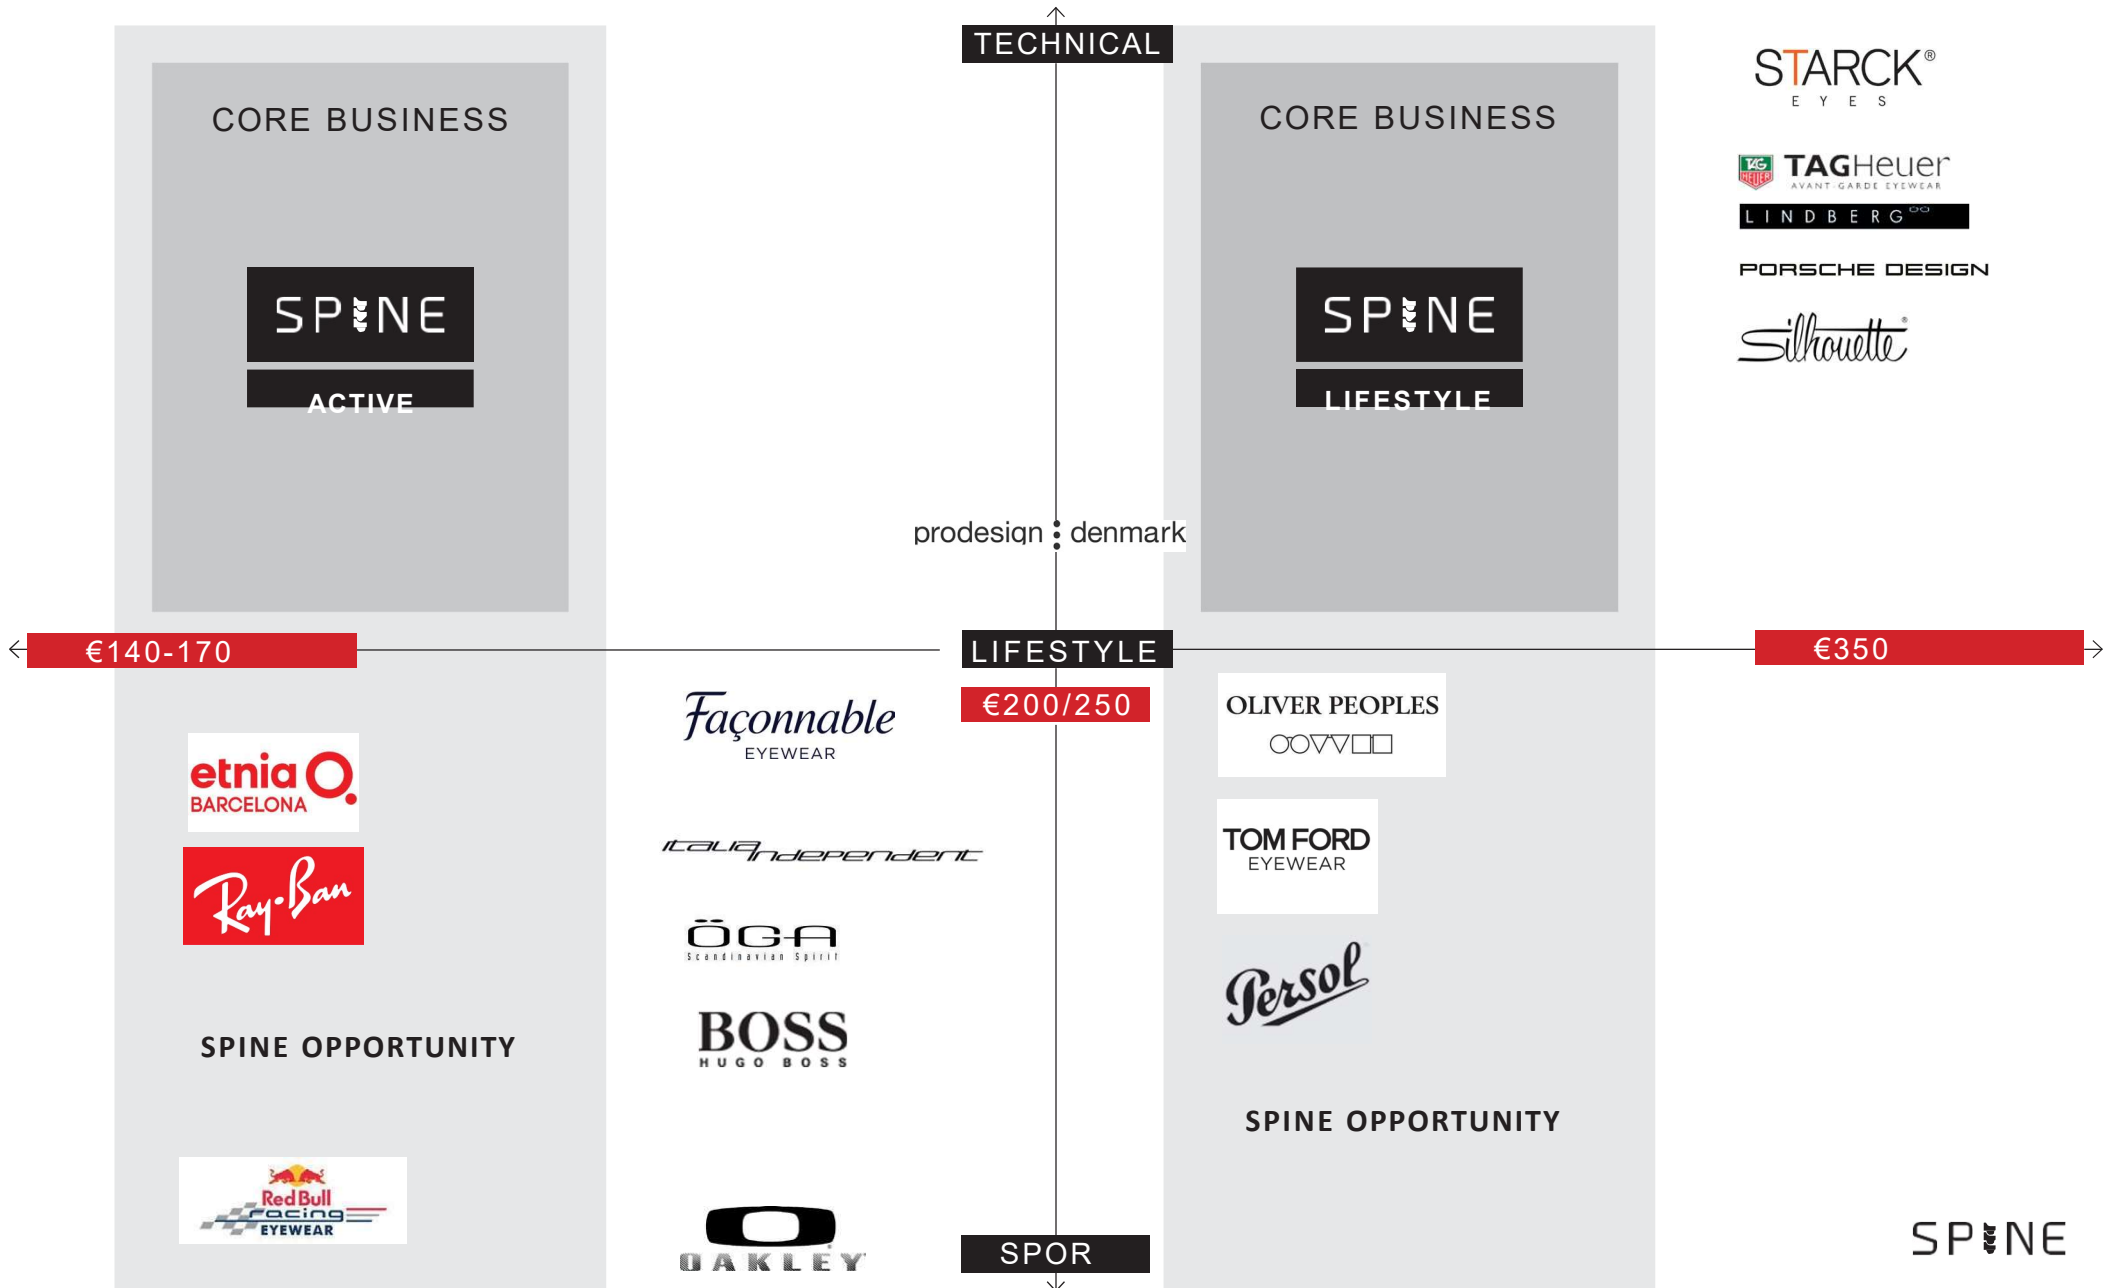 TECHNICAL
CORE BUSINESS
SPINE
ACTIVE
CORE BUSINESS
SPINE
LIFESTYLE
STARCK®
EYES
TAG
HEUER
TAGHeuer
AVANT-GARDE EYEWEAR
LINDBERG
PORSCHE DESIGN
Silhouette®
prodesign denmark
€140-170
LIFESTYLE
€350
€200/250
etnia
BARCELONA
Ray-Ban
SPINE OPPORTUNITY
Red Bull
racing
EYEWEAR
Façonnable
EYEWEAR
ITALIA INDEPENDENT
ÖGA
Scandinavian Spirit
BOSS
HUGO BOSS
OAKLEY
SPOR
OLIVER PEOPLES
TOM FORD
EYEWEAR
Persol
SPINE OPPORTUNITY
SPINE